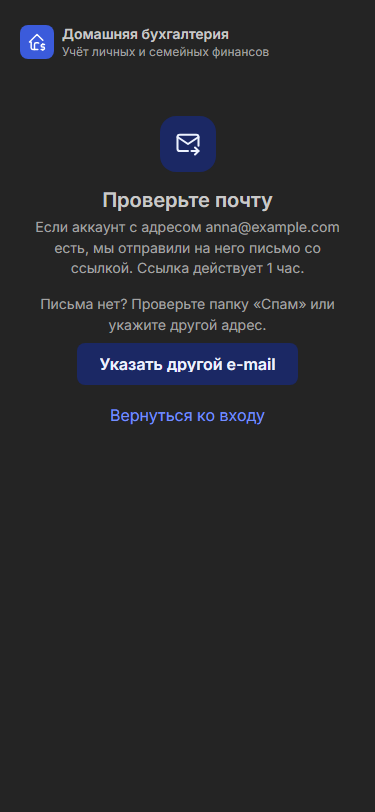 Домашняя бухгалтерия
Учёт личных и семейных финансов
Проверьте почту
Если аккаунт с адресом anna@example.com
есть, мы отправили на него письмо со
ссылкой. Ссылка действует 1 час.
Письма нет? Проверьте папку «Спам» или
укажите другой адрес.
Указать другой e-mail
Вернуться ко входу